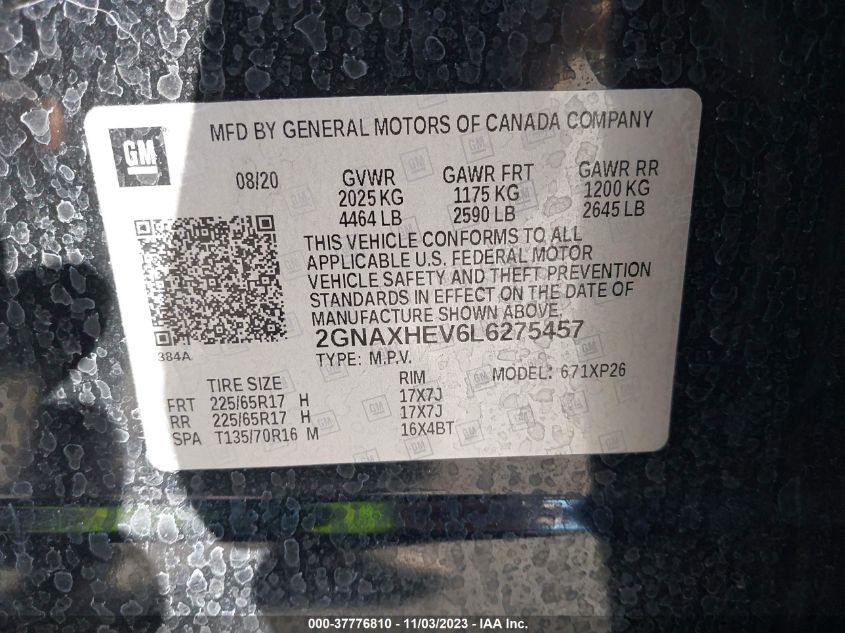 GM
MFD BY GENERAL MOTORS OF CANADA COMPANY
08/20 GVWR GAWR FRT GAWR RR
2025 KG 1175 KG 1200 KG
4464 LB 2590 LB 2645 LB
THIS VEHICLE CONFORMS TO ALL
APPLICABLE U.S. FEDERAL MOTOR
VEHICLE SAFETY AND THEFT PREVENTION
STANDARDS IN EFFECT ON THE DATE OF
MANUFACTURE SHOWN ABOVE.
2GNAXHEV6L6275457
384A
TYPE: M.P.V.
MODEL: 671XP26
TIRE SIZE RIM
FRT 225/65R17 H 17X7J
RR 225/65R17 H 17X7J
SPA T135/70R16 M 16X4BT
000-37776810 - 11/03/2023 - IAA Inc.